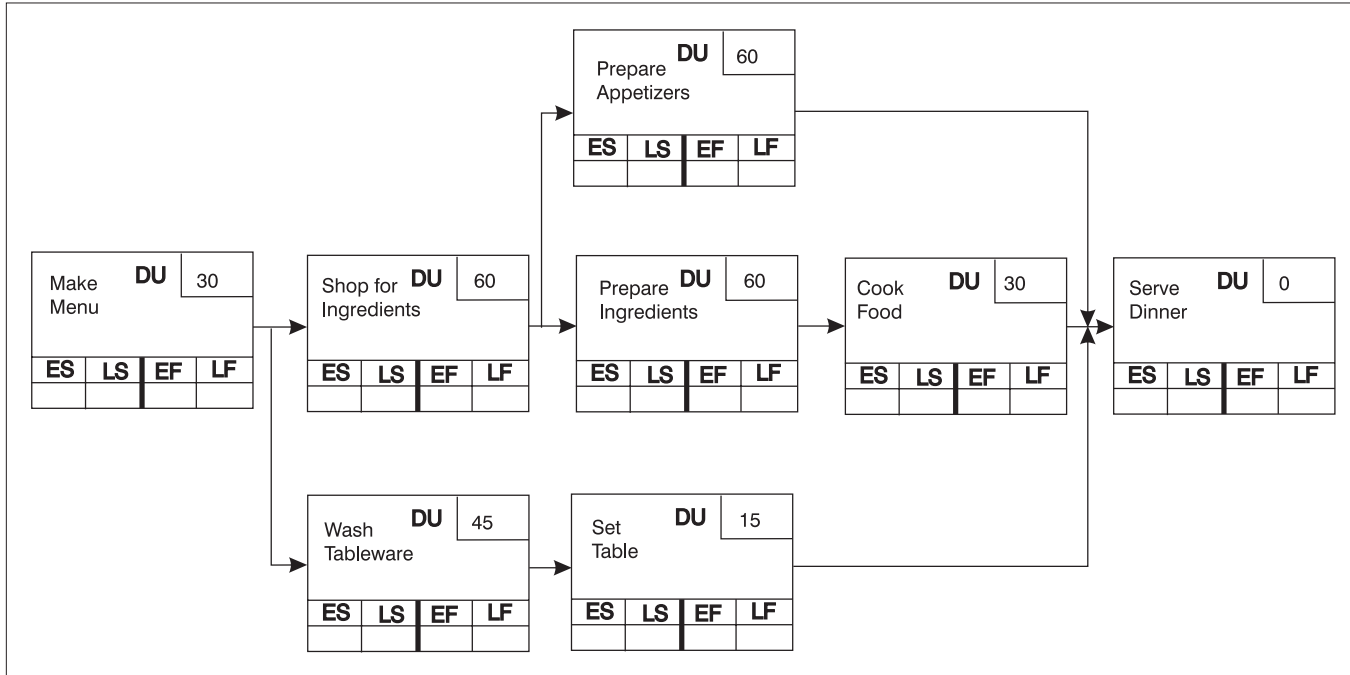 DU 60
Prepare
Appetizers
ES LS EF LF
Make DU 30
Menu
ES LS EF LF
Shop for DU 60
Ingredients
ES LS EF LF
Prepare DU 60
Ingredients
ES LS EF LF
Cook DU 30
Food
ES LS EF LF
Serve DU 0
Dinner
ES LS EF LF
Wash DU 45
Tableware
ES LS EF LF
Set DU 15
Table
ES LS EF LF